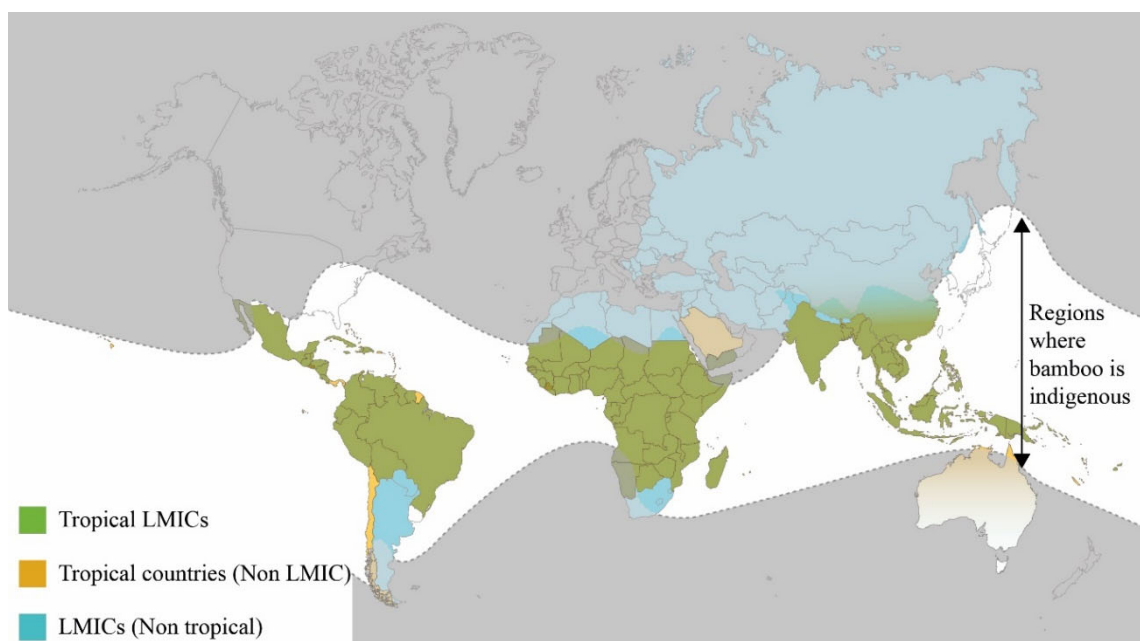 Regions
where
bamboo is
indigenous
Tropical LMICs
Tropical countries (Non LMIC)
LMICs (Non tropical)